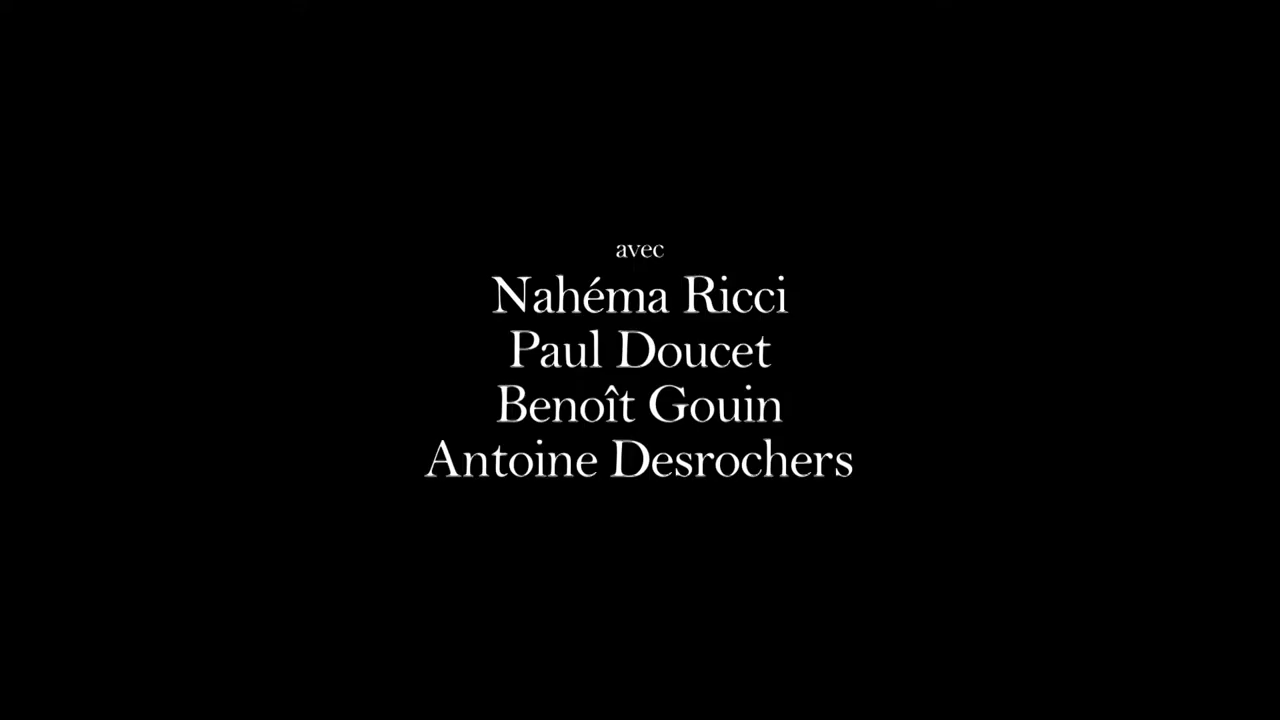 avec
Nahéma Ricci
Paul Doucet
Benoît Gouin
Antoine Desrochers